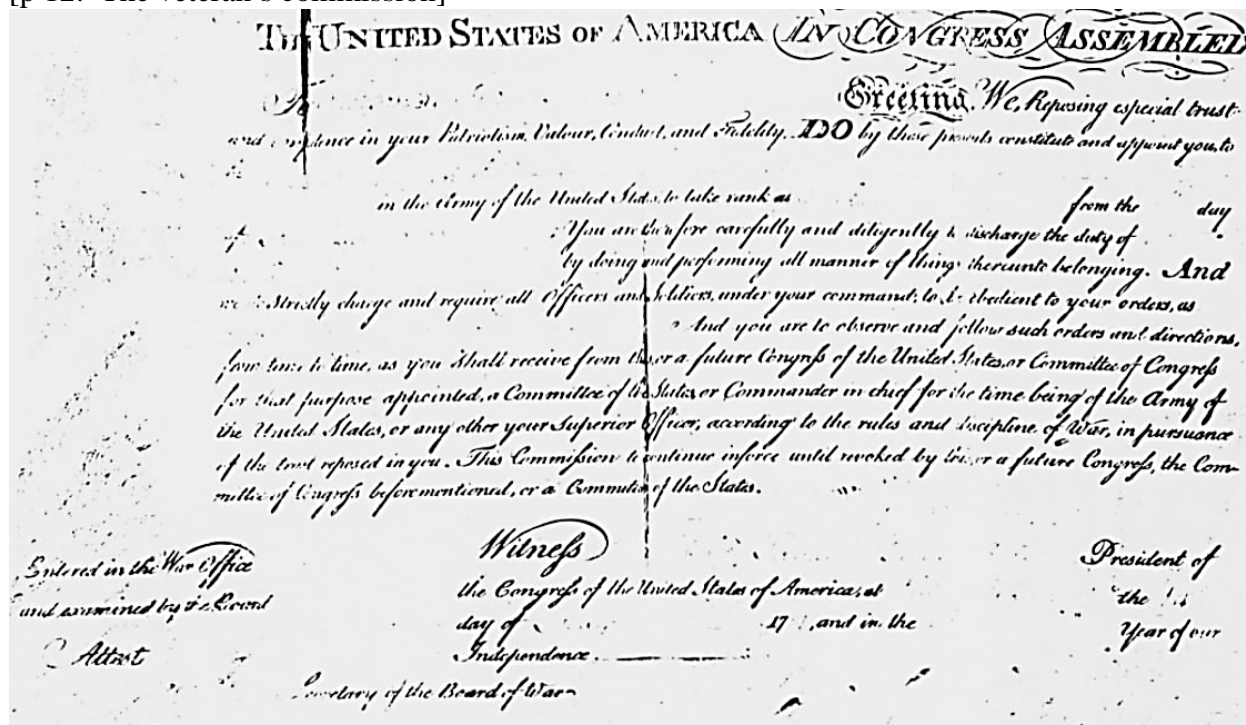 [p 12. The veteran's commission]
The UNITED STATES OF AMERICA IN CONGRESS ASSEMBLED
To Greeting. We, Reposing especial trust
and confidence in your Patriotism, Valour, Conduct, and Fidelity, DO by these presents constitute and appoint you, to
be
in the Army of the United States, to take rank as from the day
of You are therefore carefully and diligently to discharge the duty of
by doing and performing all manner of things thereunto belonging. And
we do Strictly charge and require all Officers and Soldiers, under your command, to be obedient to your orders, as
And you are to observe and follow such orders and directions,
from time to time, as you Shall receive from this, or a future Congreſs of the United States, or Committee of Congreſs
for that purpose appointed, a Committee of the States, or Commander in chief for the time being of the Army of
the United States, or any other your Superior Officer, according to the rules and discipline of War, in pursuance
of the trust reposed in you. This Commiſsion to continue in force until revoked by this, or a future Congreſs, the Com-
mittee of Congreſs beforementioned, or a Committee of the States.
Witneſs President of
the Congreſs of the United States of America, at the
day of 17 , and in the Year of our
Independence
Entered in the War Office
and examined by the Board
Attest
Secretary of the Board of War